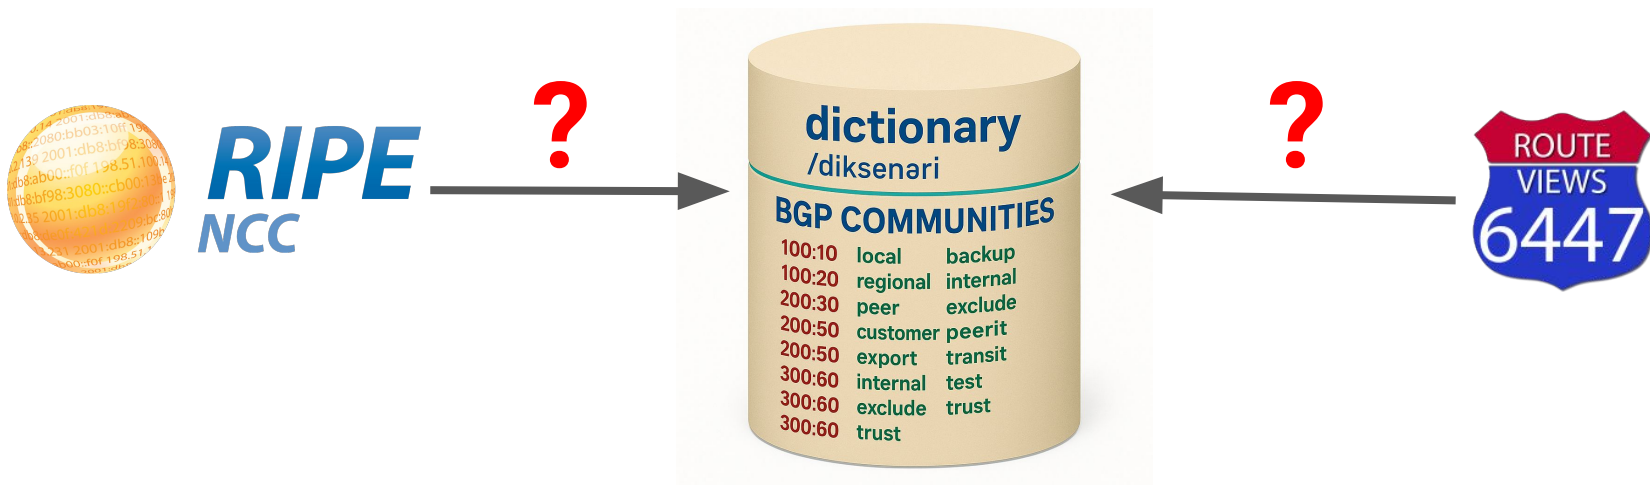 RIPE
NCC
?
dictionary
/diksenəri
BGP COMMUNITIES
100:10 local backup
100:20 regional internal
200:30 peer exclude
200:50 customer peerit
200:50 export transit
300:60 internal test
300:60 exclude trust
300:60 trust
?
ROUTE
VIEWS
6447